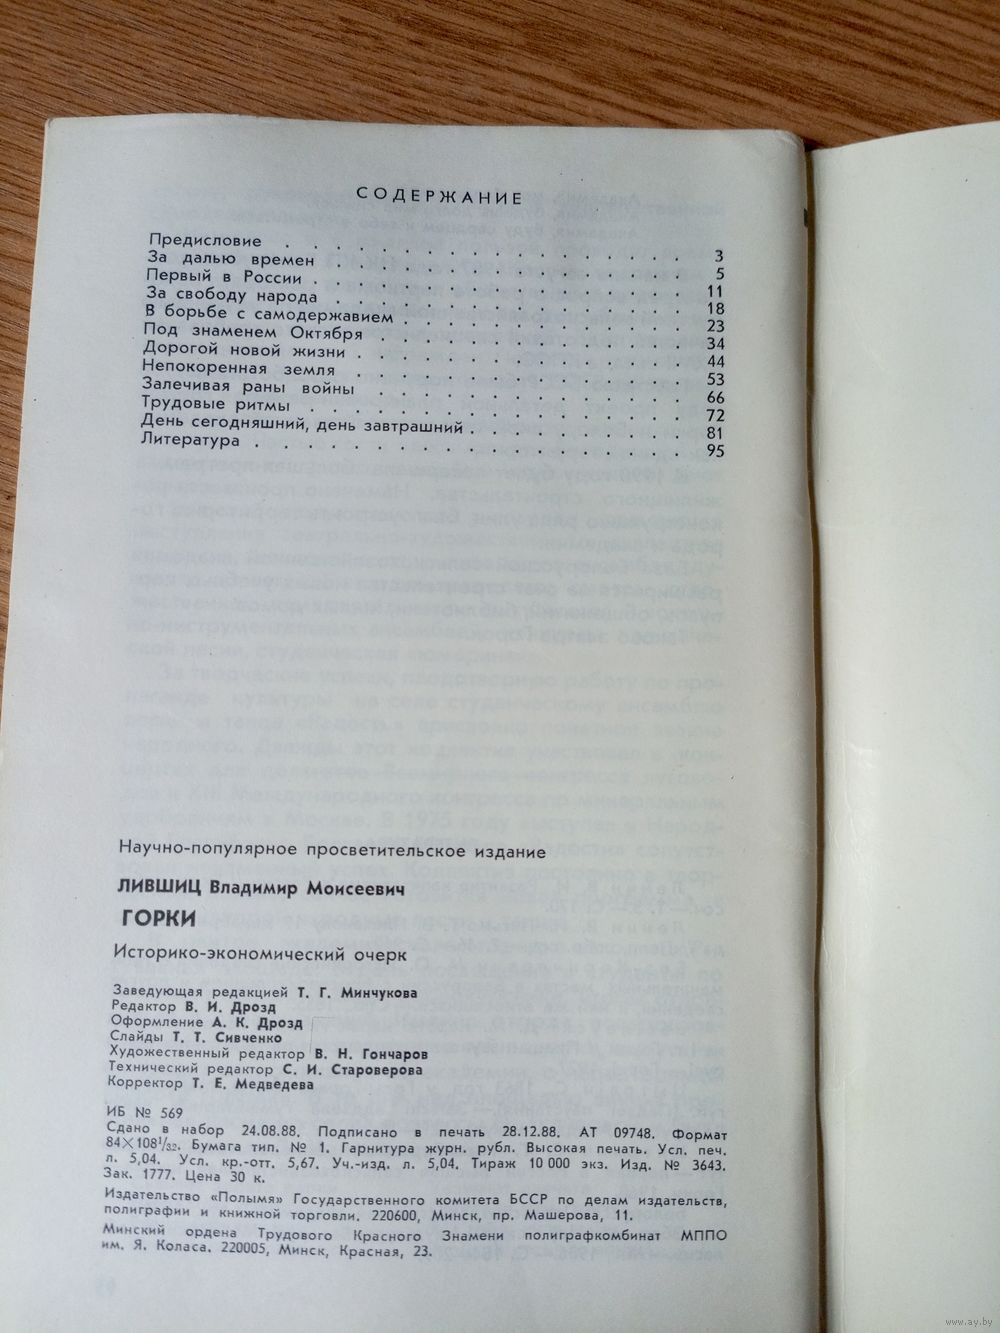 СОДЕРЖАНИЕ
Предисловие . . . . . . . . . . . . . . . . . . . . . 3
За далью времен . . . . . . . . . . . . . . . . . . . 5
Первый в России . . . . . . . . . . . . . . . . . . . 11
За свободу народа . . . . . . . . . . . . . . . . . . 18
В борьбе с самодержавием . . . . . . . . . . . . . . 23
Под знаменем Октября . . . . . . . . . . . . . . . . 34
Дорогой новой жизни . . . . . . . . . . . . . . . . . 44
Непокоренная земля . . . . . . . . . . . . . . . . . 53
Залечивая раны войны . . . . . . . . . . . . . . . . 66
Трудовые ритмы . . . . . . . . . . . . . . . . . . . 72
День сегодняшний, день завтрашний . . . . . . . . . . 81
Литература . . . . . . . . . . . . . . . . . . . . . 95
Научно-популярное просветительское издание
ЛИВШИЦ Владимир Моисеевич
ГОРКИ
Историко-экономический очерк
Заведующая редакцией Т. Г. Минчукова
Редактор В. И. Дрозд
Оформление А. К. Дрозд
Слайды Т. Т. Сивченко
Художественный редактор В. Н. Гончаров
Технический редактор С. И. Староверова
Корректор Т. Е. Медведева
ИБ № 569
Сдано в набор 24.08.88. Подписано в печать 28.12.88. АТ 09748. Формат
84×108¹/₃₂. Бумага тип. № 1. Гарнитура журн. рубл. Высокая печать. Усл. печ.
л. 5,04. Усл. кр.-отт. 5,67. Уч.-изд. л. 5,04. Тираж 10 000 экз. Изд. № 3643.
Зак. 1777. Цена 30 к.
Издательство «Полымя» Государственного комитета БССР по делам издательств,
полиграфии и книжной торговли. 220600, Минск, пр. Машерова, 11.
Минский ордена Трудового Красного Знамени полиграфкомбинат МППО
им. Я. Коласа. 220005, Минск, Красная, 23.
www.ay.by